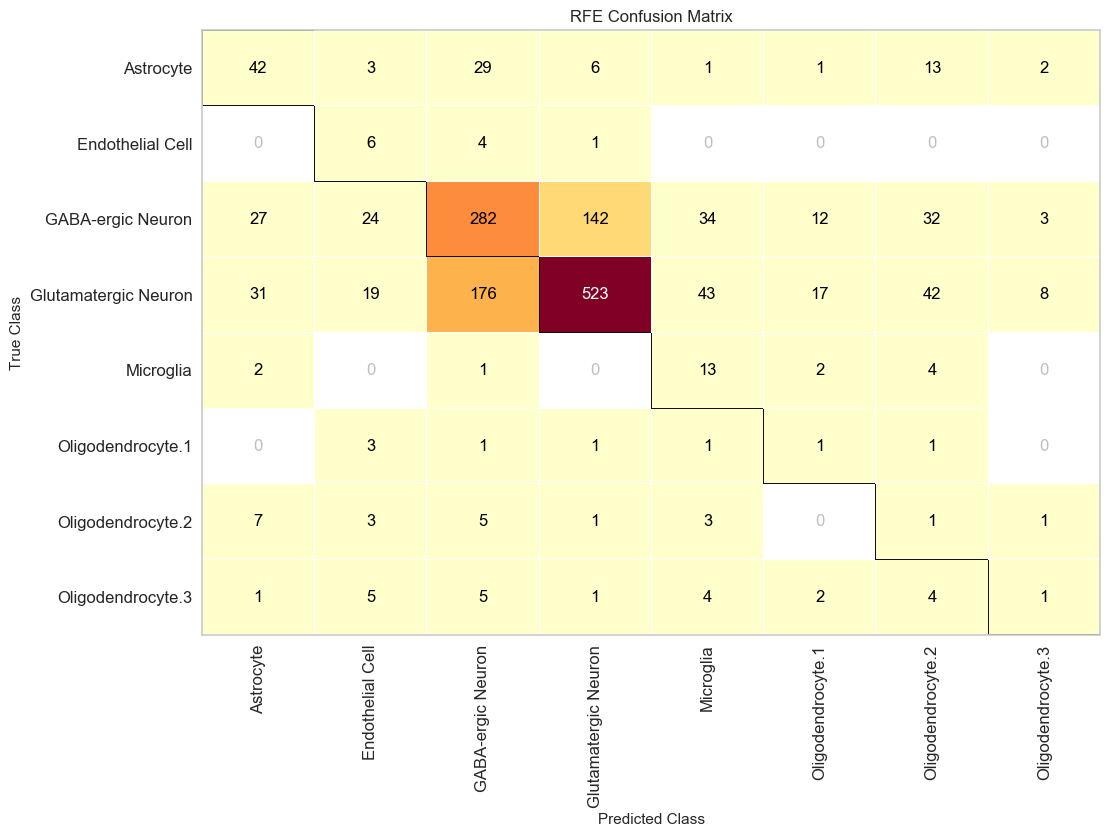 RFE Confusion Matrix
True Class
Astrocyte 42 3 29 6 1 1 13 2
Endothelial Cell 0 6 4 1 0 0 0 0
GABA-ergic Neuron 27 24 282 142 34 12 32 3
Glutamatergic Neuron 31 19 176 523 43 17 42 8
Microglia 2 0 1 0 13 2 4 0
Oligodendrocyte.1 0 3 1 1 1 1 1 0
Oligodendrocyte.2 7 3 5 1 3 0 1 1
Oligodendrocyte.3 1 5 5 1 4 2 4 1
Astrocyte
Endothelial Cell
GABA-ergic Neuron
Glutamatergic Neuron
Microglia
Oligodendrocyte.1
Oligodendrocyte.2
Oligodendrocyte.3
Predicted Class